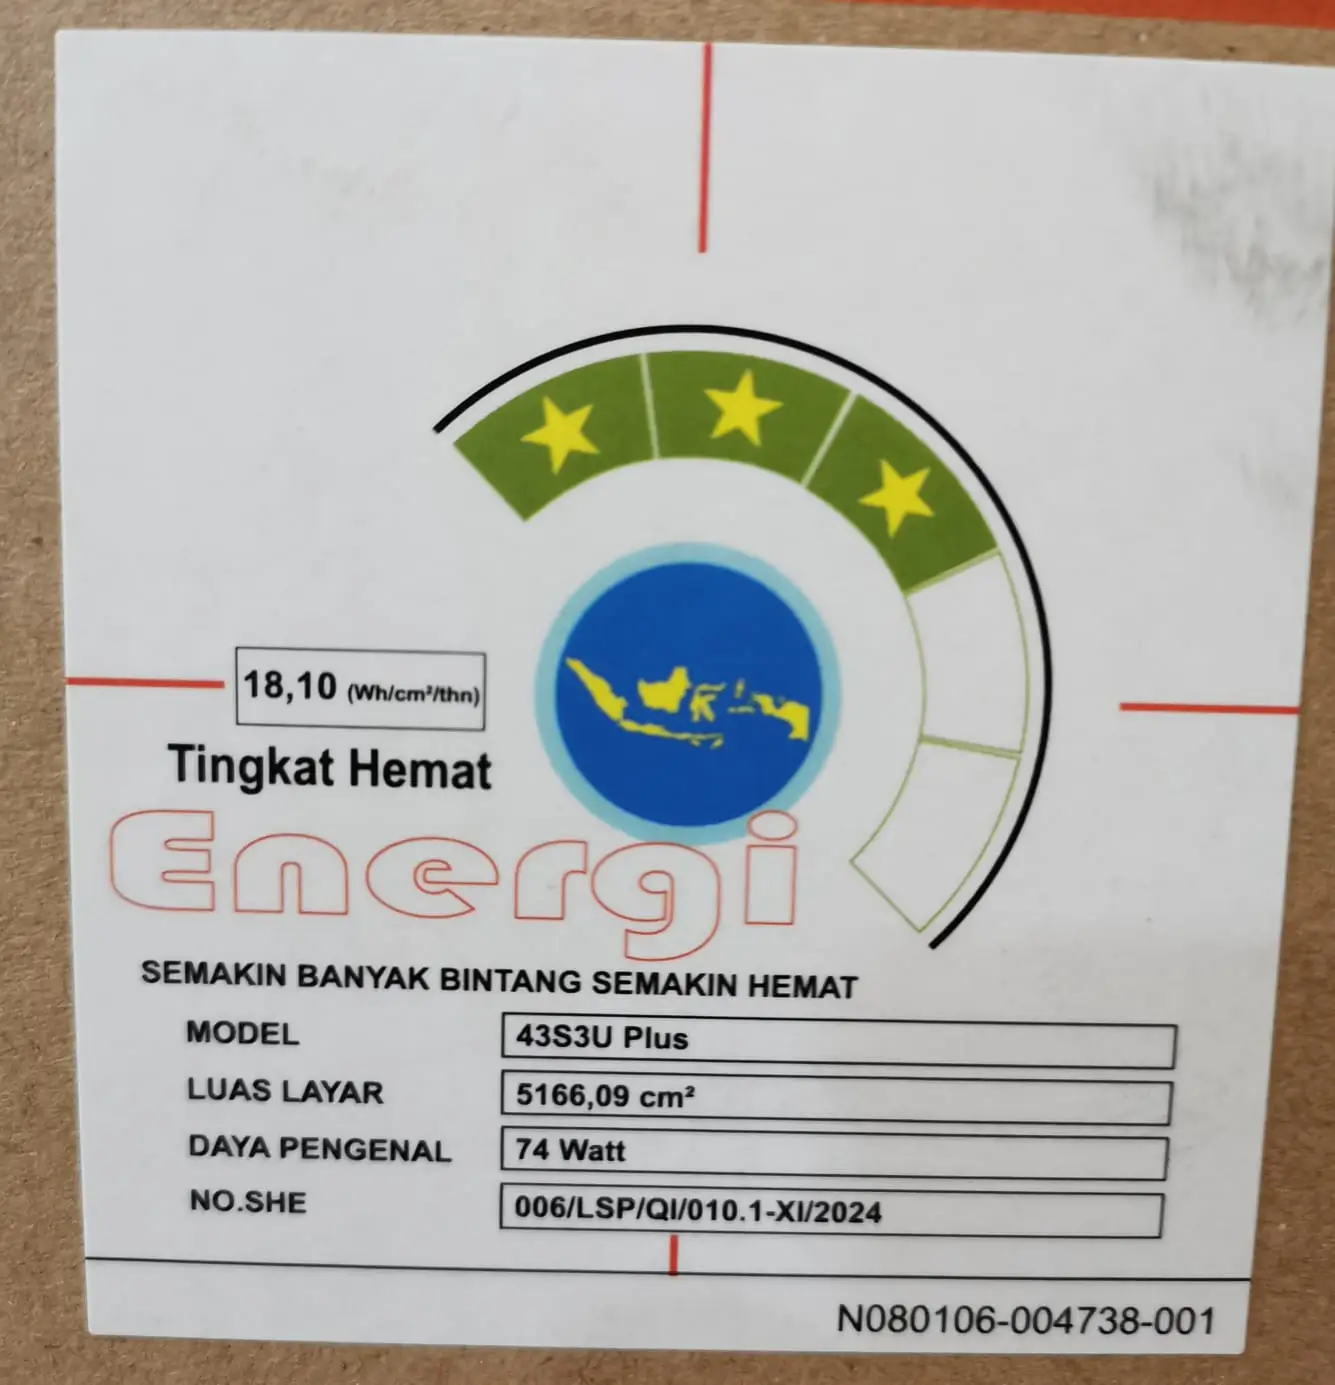 18,10 (Wh/cm²/thn)
Tingkat Hemat
Energi
SEMAKIN BANYAK BINTANG SEMAKIN HEMAT
MODEL 43S3U Plus
LUAS LAYAR 5166,09 cm²
DAYA PENGENAL 74 Watt
NO.SHE 006/LSP/QI/010.1-XI/2024
N080106-004738-001